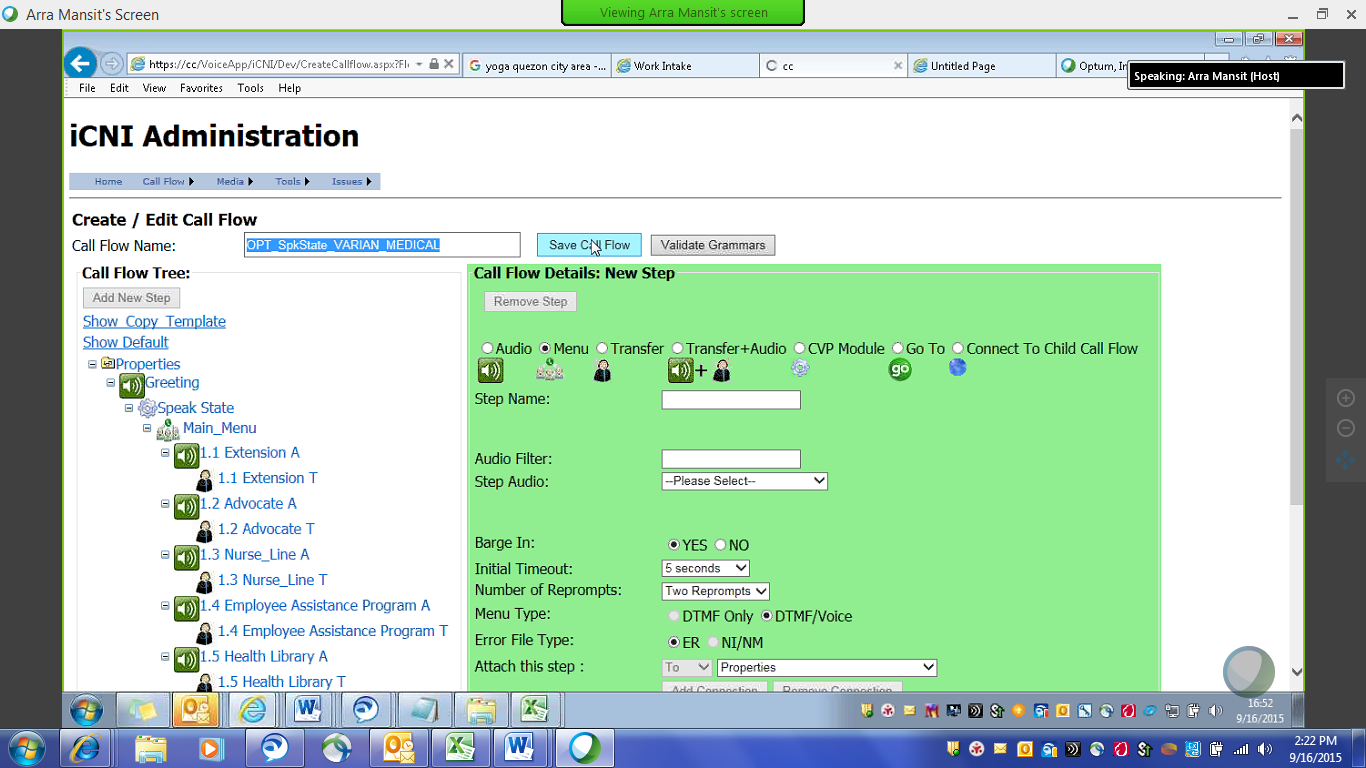 Arra Mansit's Screen
Viewing Arra Mansit's screen
https://cc/VoiceApp/iCNI/Dev/CreateCallflow.aspx?Fl
yoga quezon city area -...
Work Intake
cc
Untitled Page
Optum, In
Speaking: Arra Mansit (Host)
File Edit View Favorites Tools Help
iCNI Administration
Home Call Flow Media Tools Issues
Create / Edit Call Flow
Call Flow Name: OPT_SpkState_VARIAN_MEDICAL Save Call Flow Validate Grammars
Call Flow Tree:
Add New Step
Show Copy Template
Show Default
Properties
Greeting
Speak State
Main_Menu
1.1 Extension A
1.1 Extension T
1.2 Advocate A
1.2 Advocate T
1.3 Nurse_Line A
1.3 Nurse_Line T
1.4 Employee Assistance Program A
1.4 Employee Assistance Program T
1.5 Health Library A
1.5 Health Library T
Call Flow Details: New Step
Remove Step
Audio Menu Transfer Transfer+Audio CVP Module Go To Connect To Child Call Flow
+ go
Step Name:
Audio Filter:
Step Audio: --Please Select--
Barge In: YES NO
Initial Timeout: 5 seconds
Number of Reprompts: Two Reprompts
Menu Type: DTMF Only DTMF/Voice
Error File Type: ER NI/NM
Attach this step : To Properties
Add Connection Remove Connection
16:52
9/16/2015
2:22 PM
9/16/2015